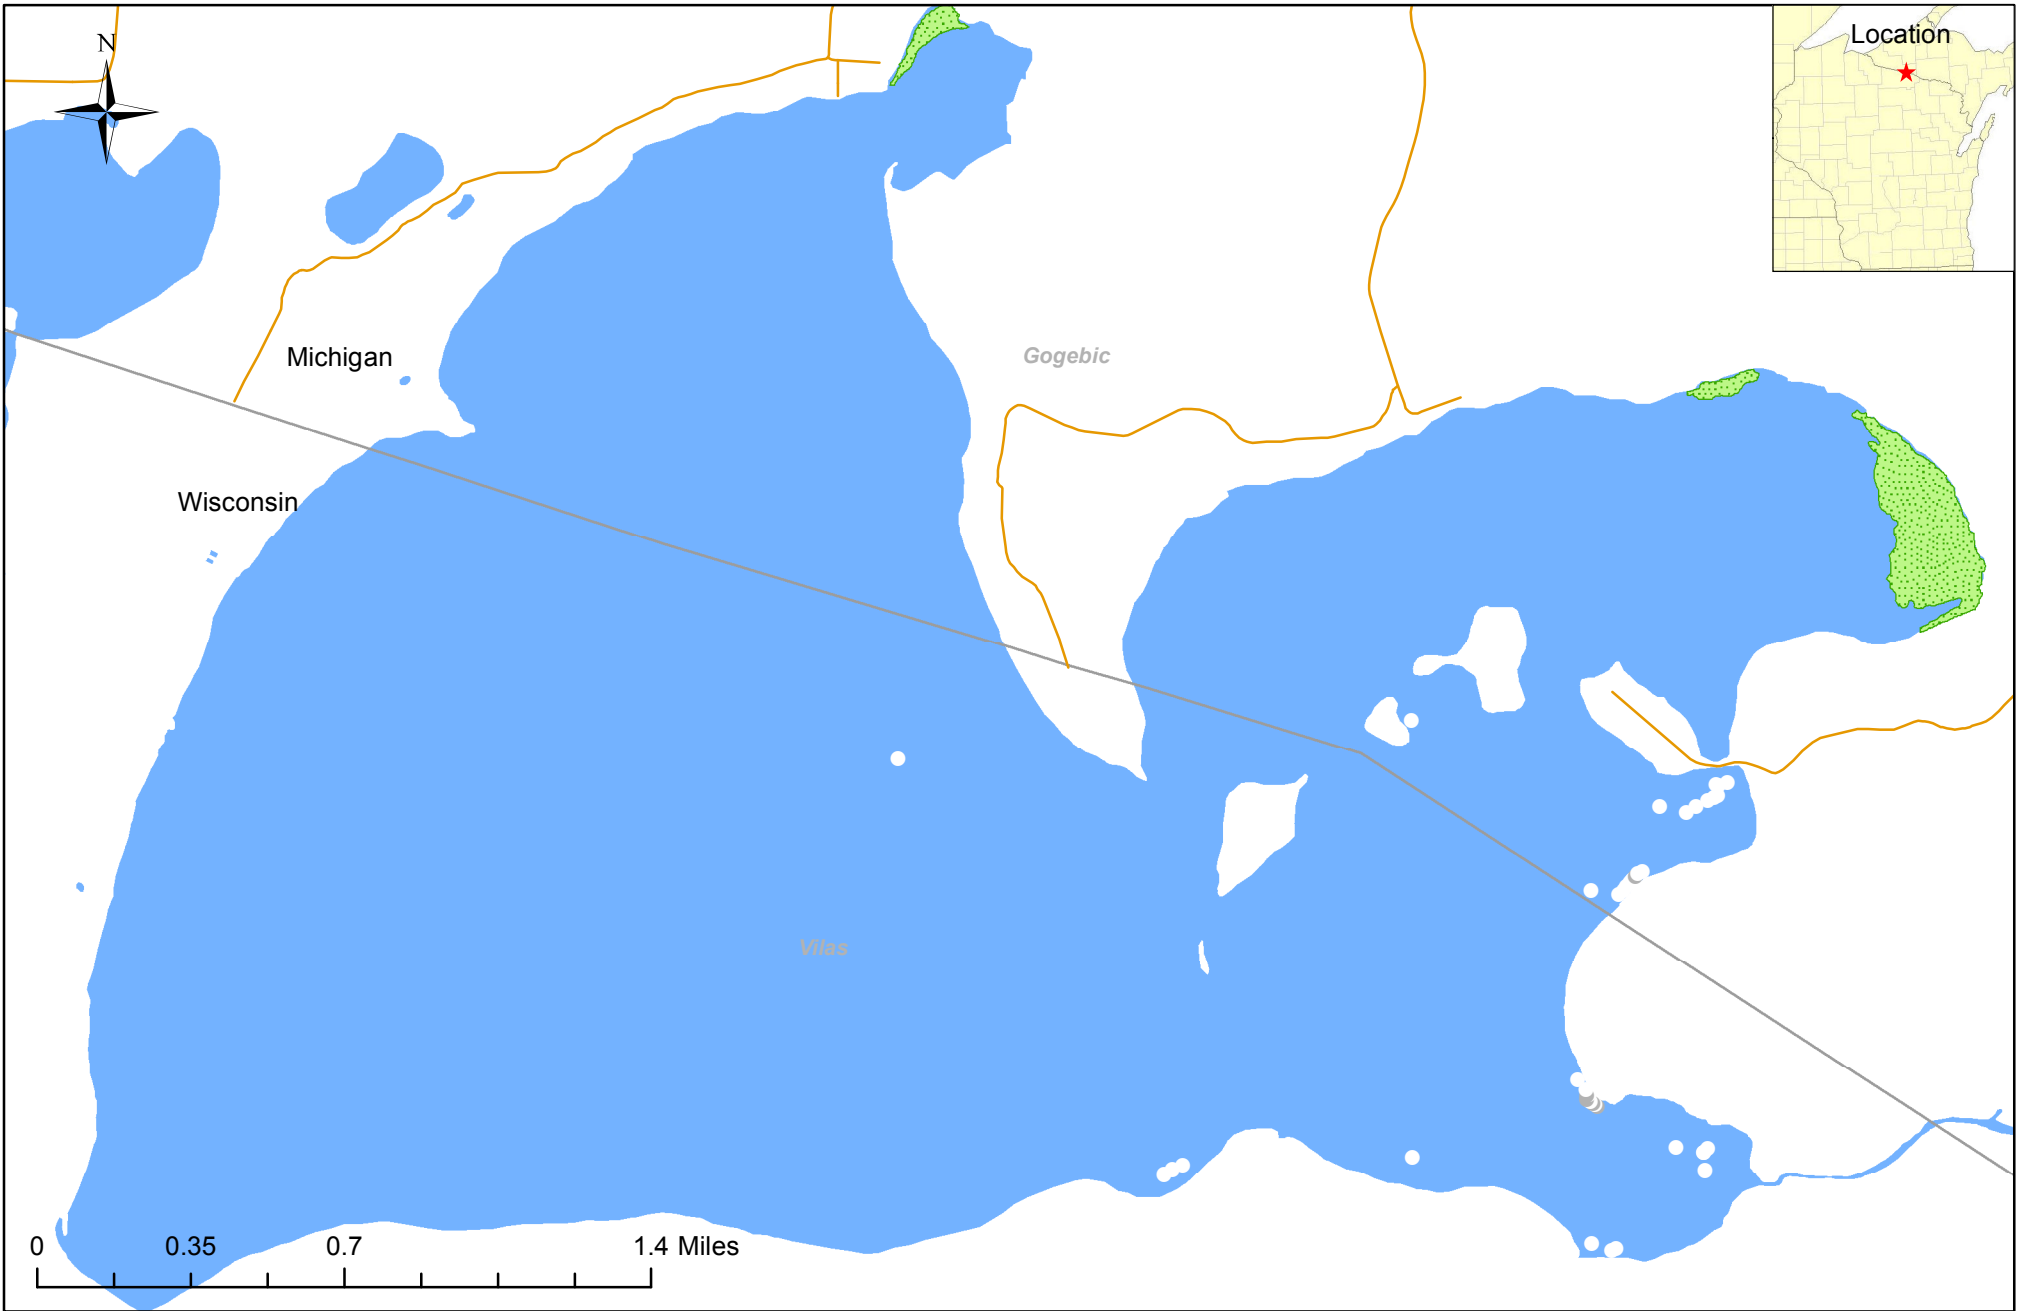 N
Location
Michigan
Gogebic
Wisconsin
Vilas
0 0.35 0.7 1.4 Miles